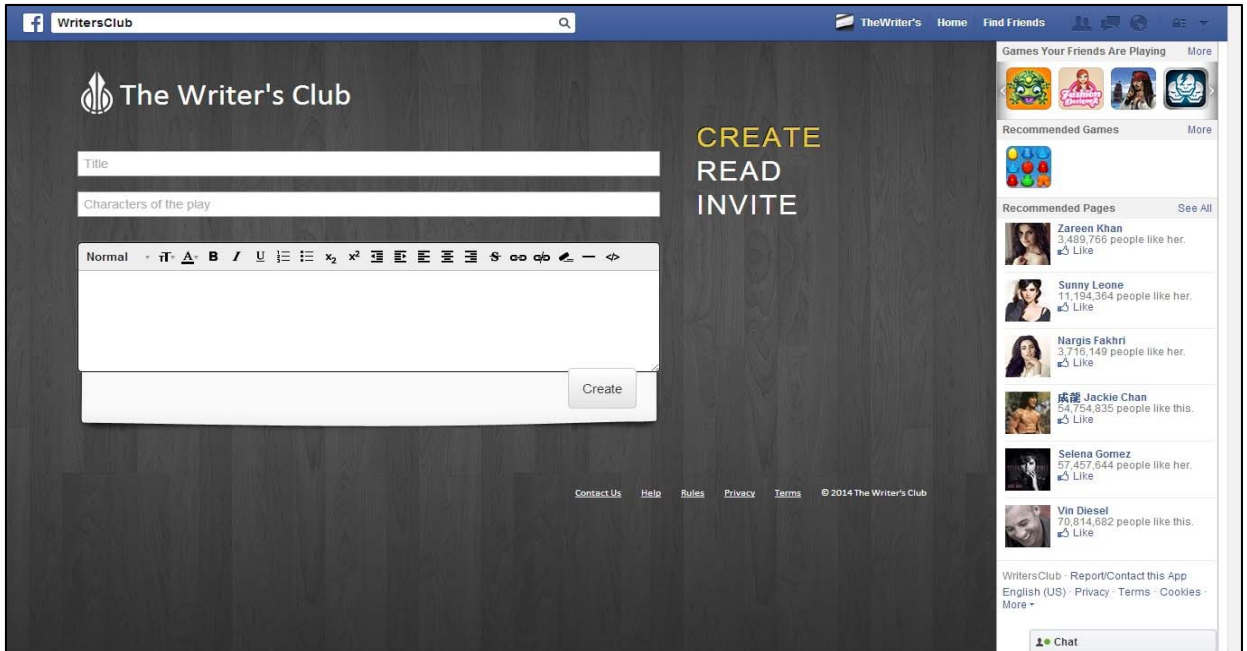 WritersClub
TheWriter's Home Find Friends
The Writer's Club
Title
Characters of the play
CREATE
READ
INVITE
Normal
Create
Contact Us Help Rules Privacy Terms © 2014 The Writer's Club
Games Your Friends Are Playing More
Fashion Designer
Recommended Games More
Recommended Pages See All
Zareen Khan
3,489,766 people like her.
Like
Sunny Leone
11,194,364 people like her.
Like
Nargis Fakhri
3,716,149 people like her.
Like
成龍 Jackie Chan
54,754,835 people like this.
Like
Selena Gomez
57,457,644 people like her.
Like
Vin Diesel
70,814,682 people like this.
Like
WritersClub · Report/Contact this App
English (US) · Privacy · Terms · Cookies ·
More
Chat